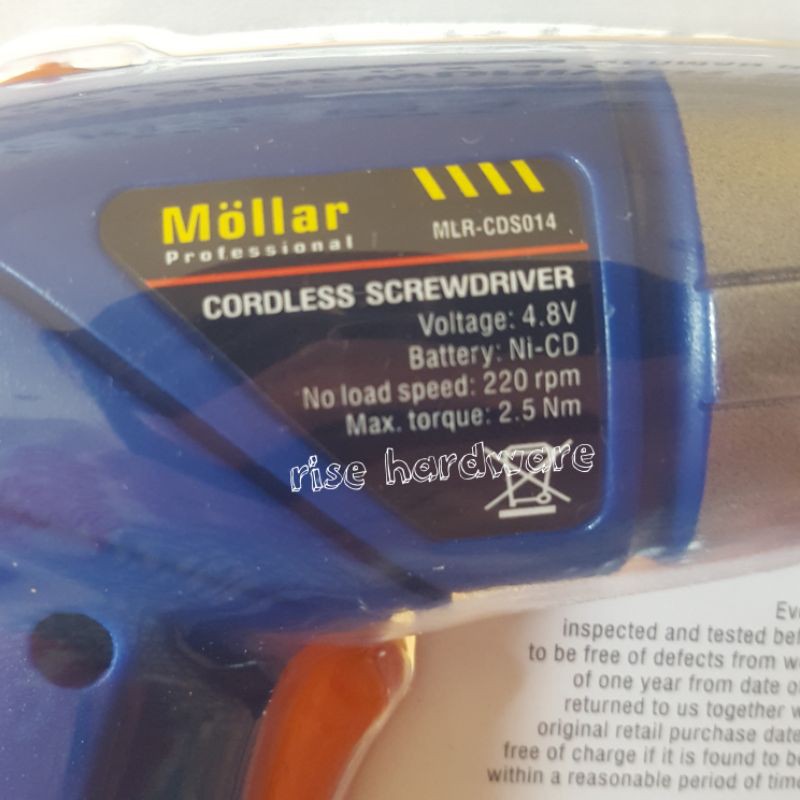 Möllar
Professional
MLR-CDS014
CORDLESS SCREWDRIVER
Voltage: 4.8V
Battery: Ni-CD
No load speed: 220 rpm
Max. torque: 2.5 Nm
rise hardware
inspected and tested
to be free of defects from
of one year from date
returned to us together
original retail purchase date
free of charge if it is found to
within a reasonable period of time